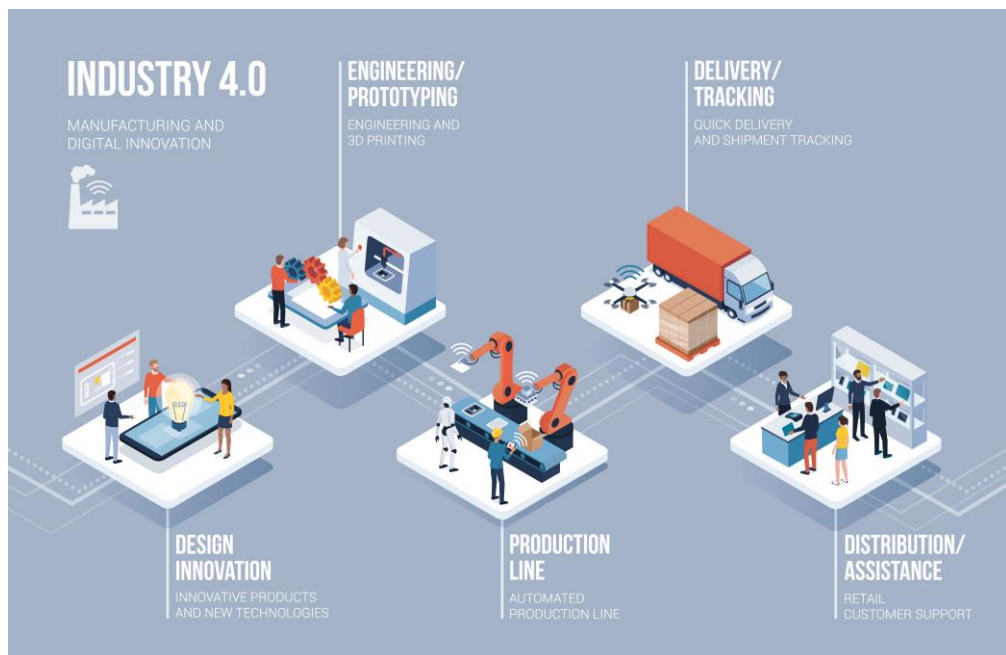 INDUSTRY 4.0
MANUFACTURING AND
DIGITAL INNOVATION
ENGINEERING/
PROTOTYPING
ENGINEERING AND
3D PRINTING
DELIVERY/
TRACKING
QUICK DELIVERY
AND SHIPMENT TRACKING
DESIGN
INNOVATION
INNOVATIVE PRODUCTS
AND NEW TECHNOLOGIES
PRODUCTION
LINE
AUTOMATED
PRODUCTION LINE
DISTRIBUTION/
ASSISTANCE
RETAIL
CUSTOMER SUPPORT